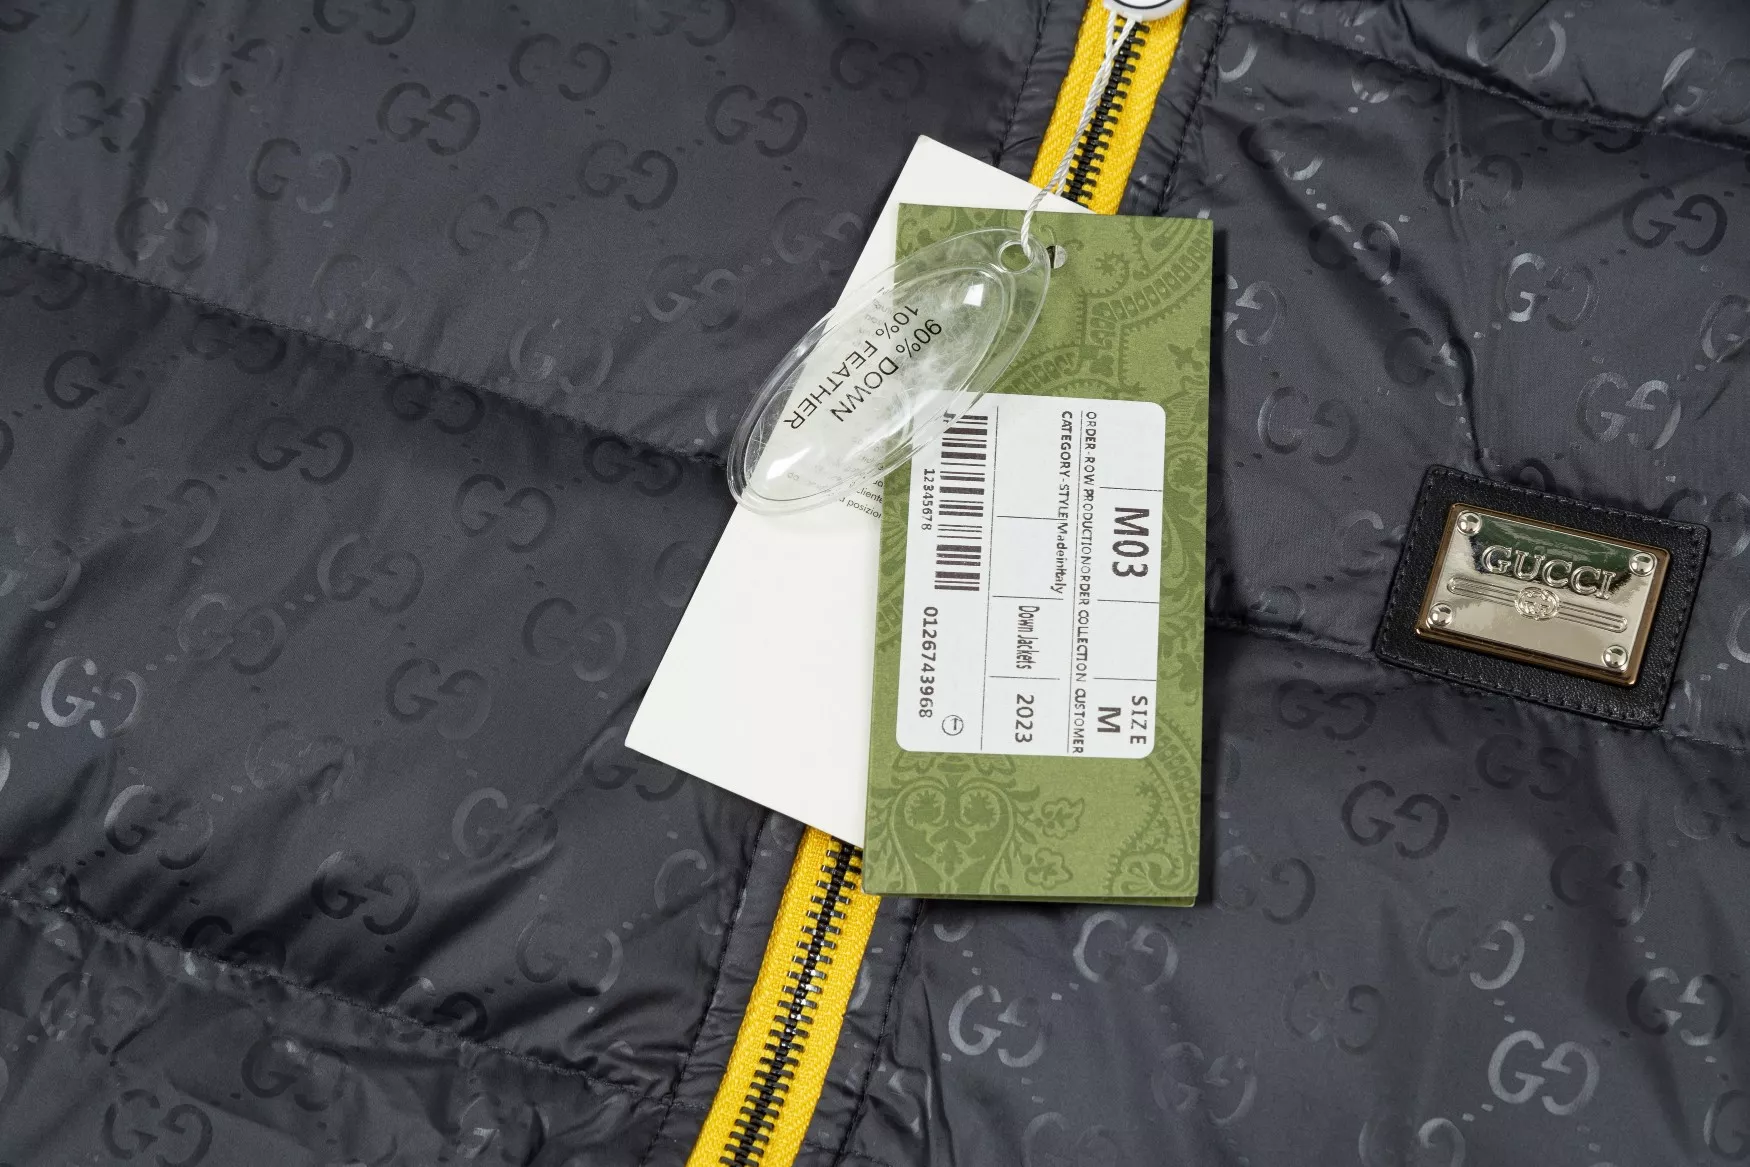 90% DOWN
10% FEATHER
M03
SIZE
M
ORDER-ROW PRODUCTIONORDER COLLECTION CUSTOMER
CATEGORY-STYLE MadeinItaly
Down Jackets
2023
12345678
0126743968
GUCCI